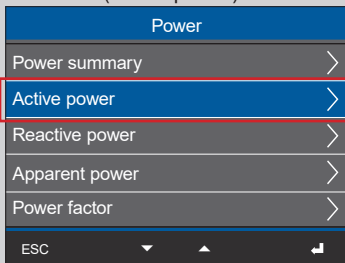 Power
Power summary
Active power
Reactive power
Apparent power
Power factor
ESC